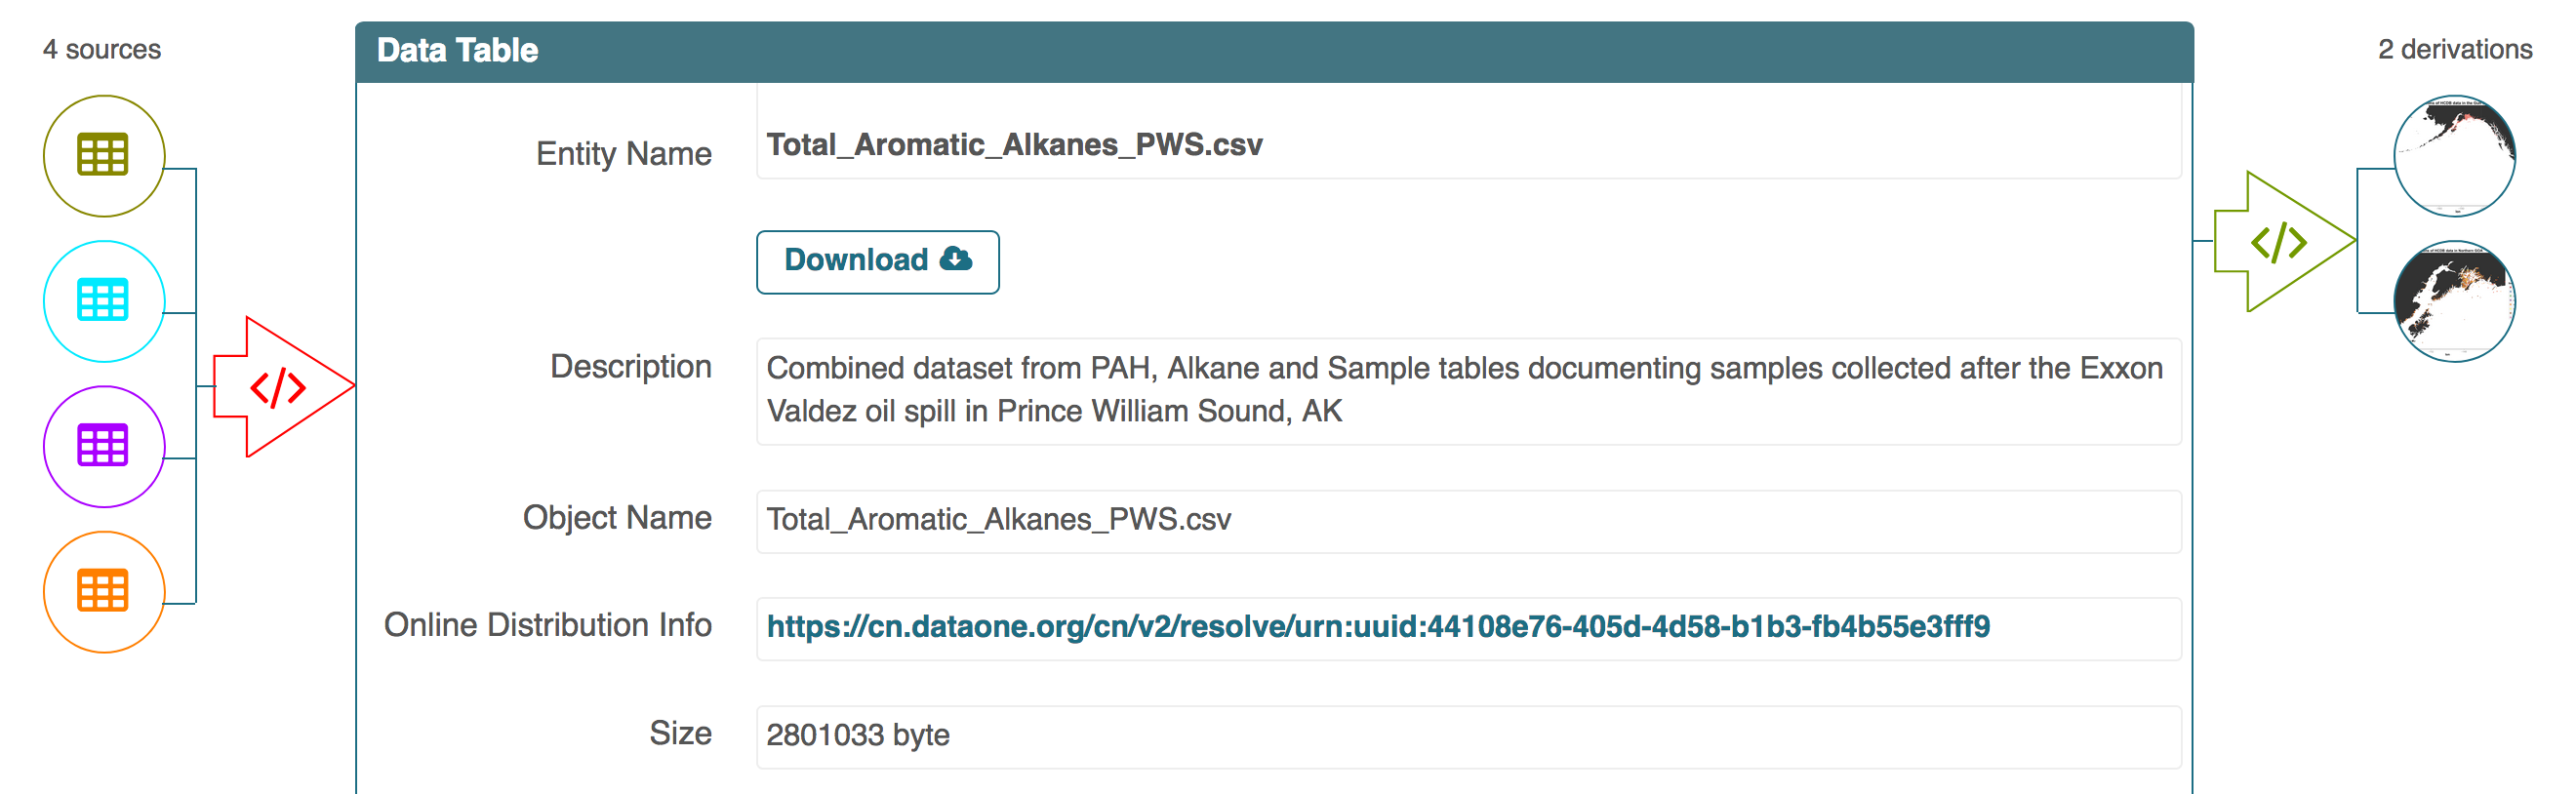 4 sources
Data Table
2 derivations
Entity Name
Total_Aromatic_Alkanes_PWS.csv
</>
Download
Description
Combined dataset from PAH, Alkane and Sample tables documenting samples collected after the Exxon
Valdez oil spill in Prince William Sound, AK
</>
Object Name
Total_Aromatic_Alkanes_PWS.csv
Online Distribution Info
https://cn.dataone.org/cn/v2/resolve/urn:uuid:44108e76-405d-4d58-b1b3-fb4b55e3fff9
Size
2801033 byte